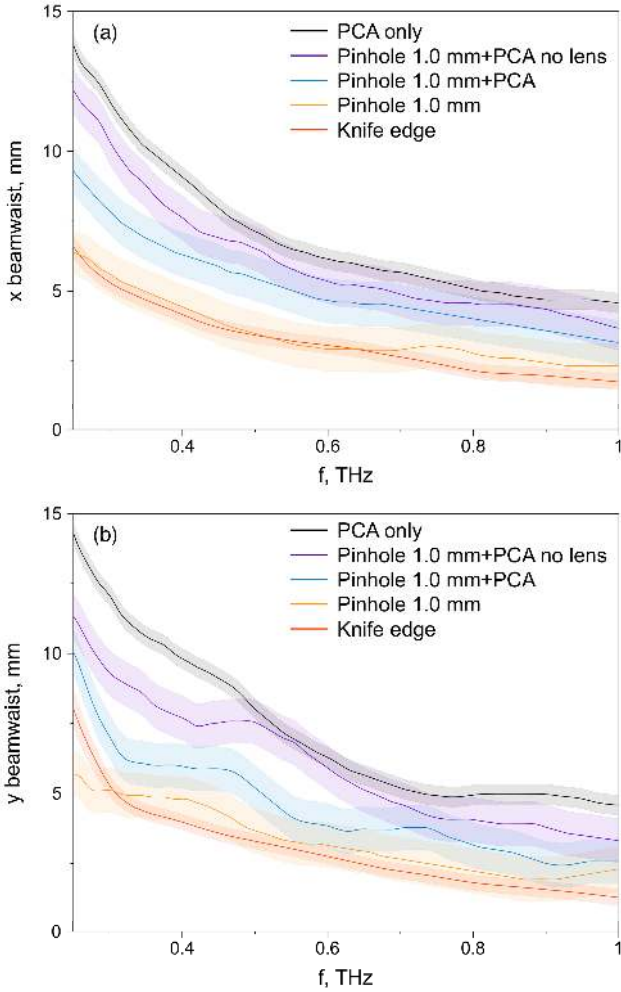 15
(a)
PCA only
Pinhole 1.0 mm+PCA no lens
Pinhole 1.0 mm+PCA
Pinhole 1.0 mm
Knife edge
10
x beamwaist, mm
5
0
0.4
0.6
0.8
1
f, THz
15
(b)
PCA only
Pinhole 1.0 mm+PCA no lens
Pinhole 1.0 mm+PCA
Pinhole 1.0 mm
Knife edge
10
y beamwaist, mm
5
0
0.4
0.6
0.8
1
f, THz